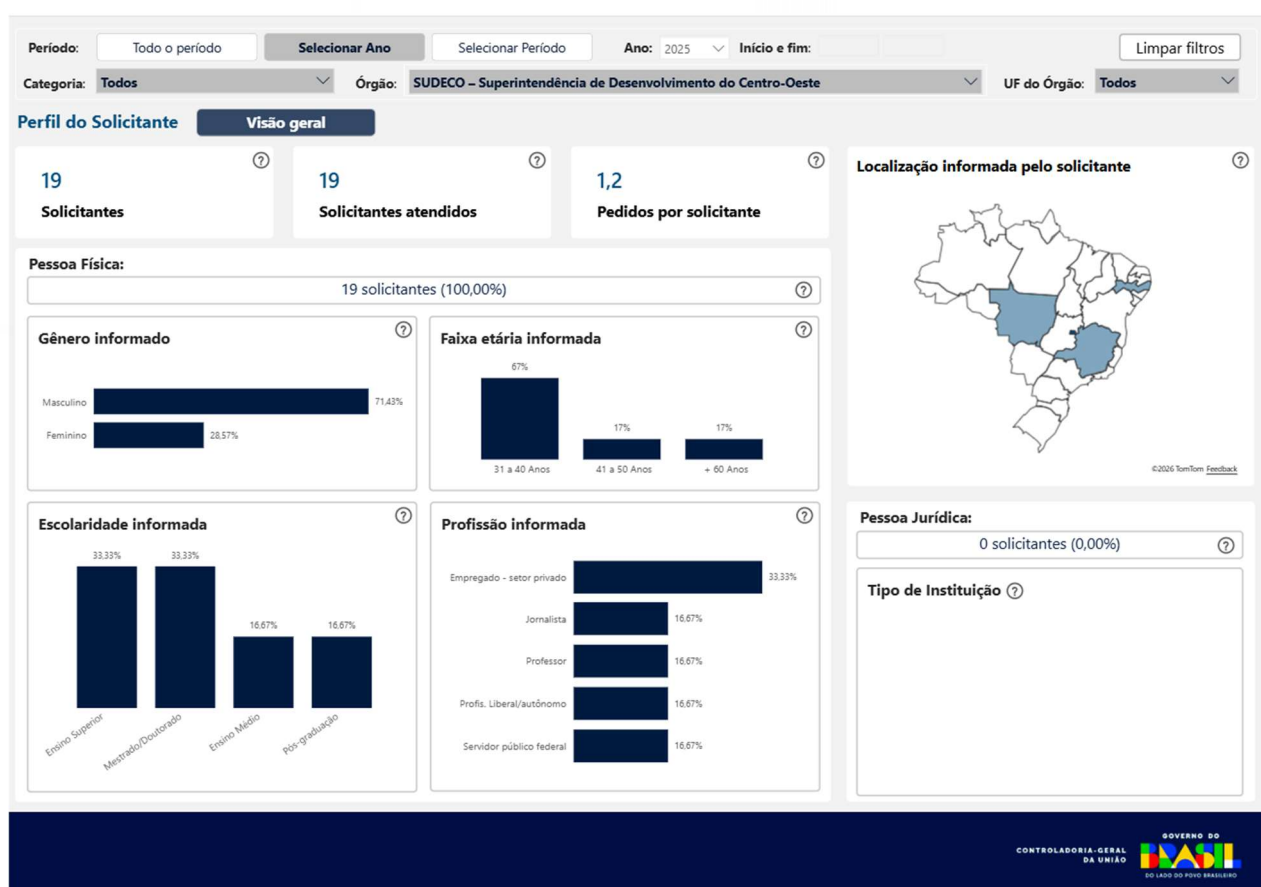 Período: Todo o período Selecionar Ano Selecionar Período Ano: 2025 Início e fim: Limpar filtros
Categoria: Todos Órgão: SUDECO – Superintendência de Desenvolvimento do Centro-Oeste UF do Órgão: Todos
Perfil do Solicitante Visão geral
19
Solicitantes
19
Solicitantes atendidos
1,2
Pedidos por solicitante
Localização informada pelo solicitante
©2026 TomTom Feedback
Pessoa Física:
19 solicitantes (100,00%)
Gênero informado
Masculino 71,43%
Feminino 28,57%
Faixa etária informada
67%
17%
17%
31 a 40 Anos
41 a 50 Anos
+ 60 Anos
Escolaridade informada
33,33%
33,33%
16,67%
16,67%
Ensino Superior
Mestrado/Doutorado
Ensino Médio
Pós-graduação
Profissão informada
Empregado - setor privado 33,33%
Jornalista 16,67%
Professor 16,67%
Profis. Liberal/autônomo 16,67%
Servidor público federal 16,67%
Pessoa Jurídica:
0 solicitantes (0,00%)
Tipo de Instituição
CONTROLADORIA-GERAL
DA UNIÃO
GOVERNO DO
BRASIL
DO LADO DO POVO BRASILEIRO